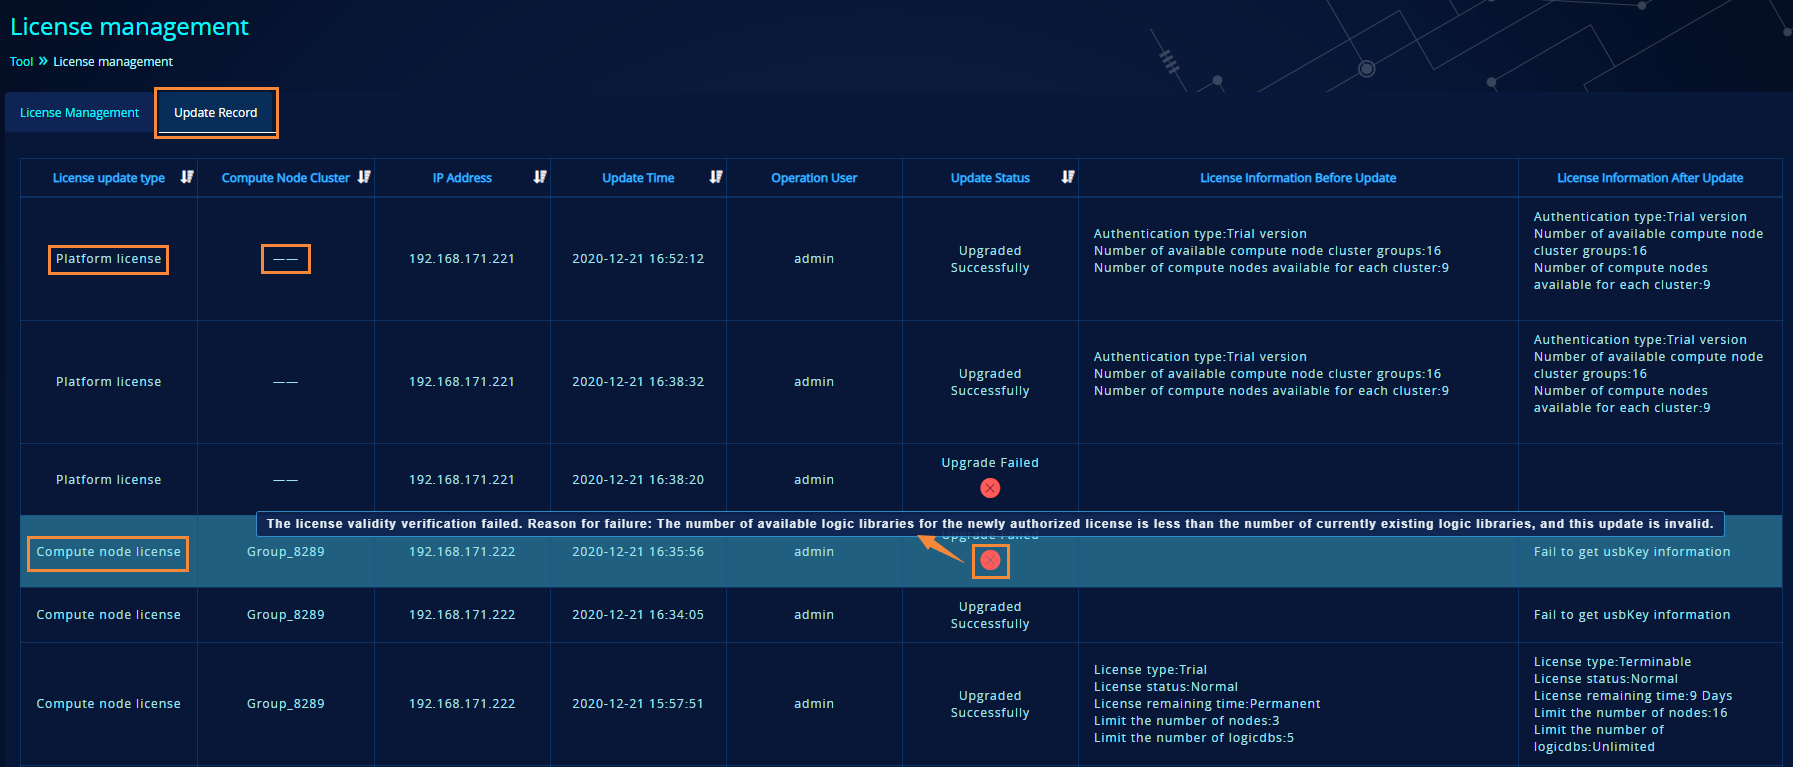 License management
Tool » License management
License Management
Update Record
License update type
Compute Node Cluster
IP Address
Update Time
Operation User
Update Status
License Information Before Update
License Information After Update
Platform license
——
192.168.171.221
2020-12-21 16:52:12
admin
Upgraded
Successfully
Authentication type:Trial version
Number of available compute node cluster groups:16
Number of compute nodes available for each cluster:9
Authentication type:Trial version
Number of available compute node
cluster groups:16
Number of compute nodes
available for each cluster:9
Platform license
——
192.168.171.221
2020-12-21 16:38:32
admin
Upgraded
Successfully
Authentication type:Trial version
Number of available compute node cluster groups:16
Number of compute nodes available for each cluster:9
Authentication type:Trial version
Number of available compute node
cluster groups:16
Number of compute nodes
available for each cluster:9
Platform license
——
192.168.171.221
2020-12-21 16:38:20
admin
Upgrade Failed
The license validity verification failed. Reason for failure: The number of available logic libraries for the newly authorized license is less than the number of currently existing logic libraries, and this update is invalid.
Compute node license
Group_8289
192.168.171.222
2020-12-21 16:35:56
admin
Upgrade Failed
Fail to get usbKey information
Compute node license
Group_8289
192.168.171.222
2020-12-21 16:34:05
admin
Upgraded
Successfully
Fail to get usbKey information
Compute node license
Group_8289
192.168.171.222
2020-12-21 15:57:51
admin
Upgraded
Successfully
License type:Trial
License status:Normal
License remaining time:Permanent
Limit the number of nodes:3
Limit the number of logicdbs:5
License type:Terminable
License status:Normal
License remaining time:9 Days
Limit the number of nodes:16
Limit the number of
logicdbs:Unlimited